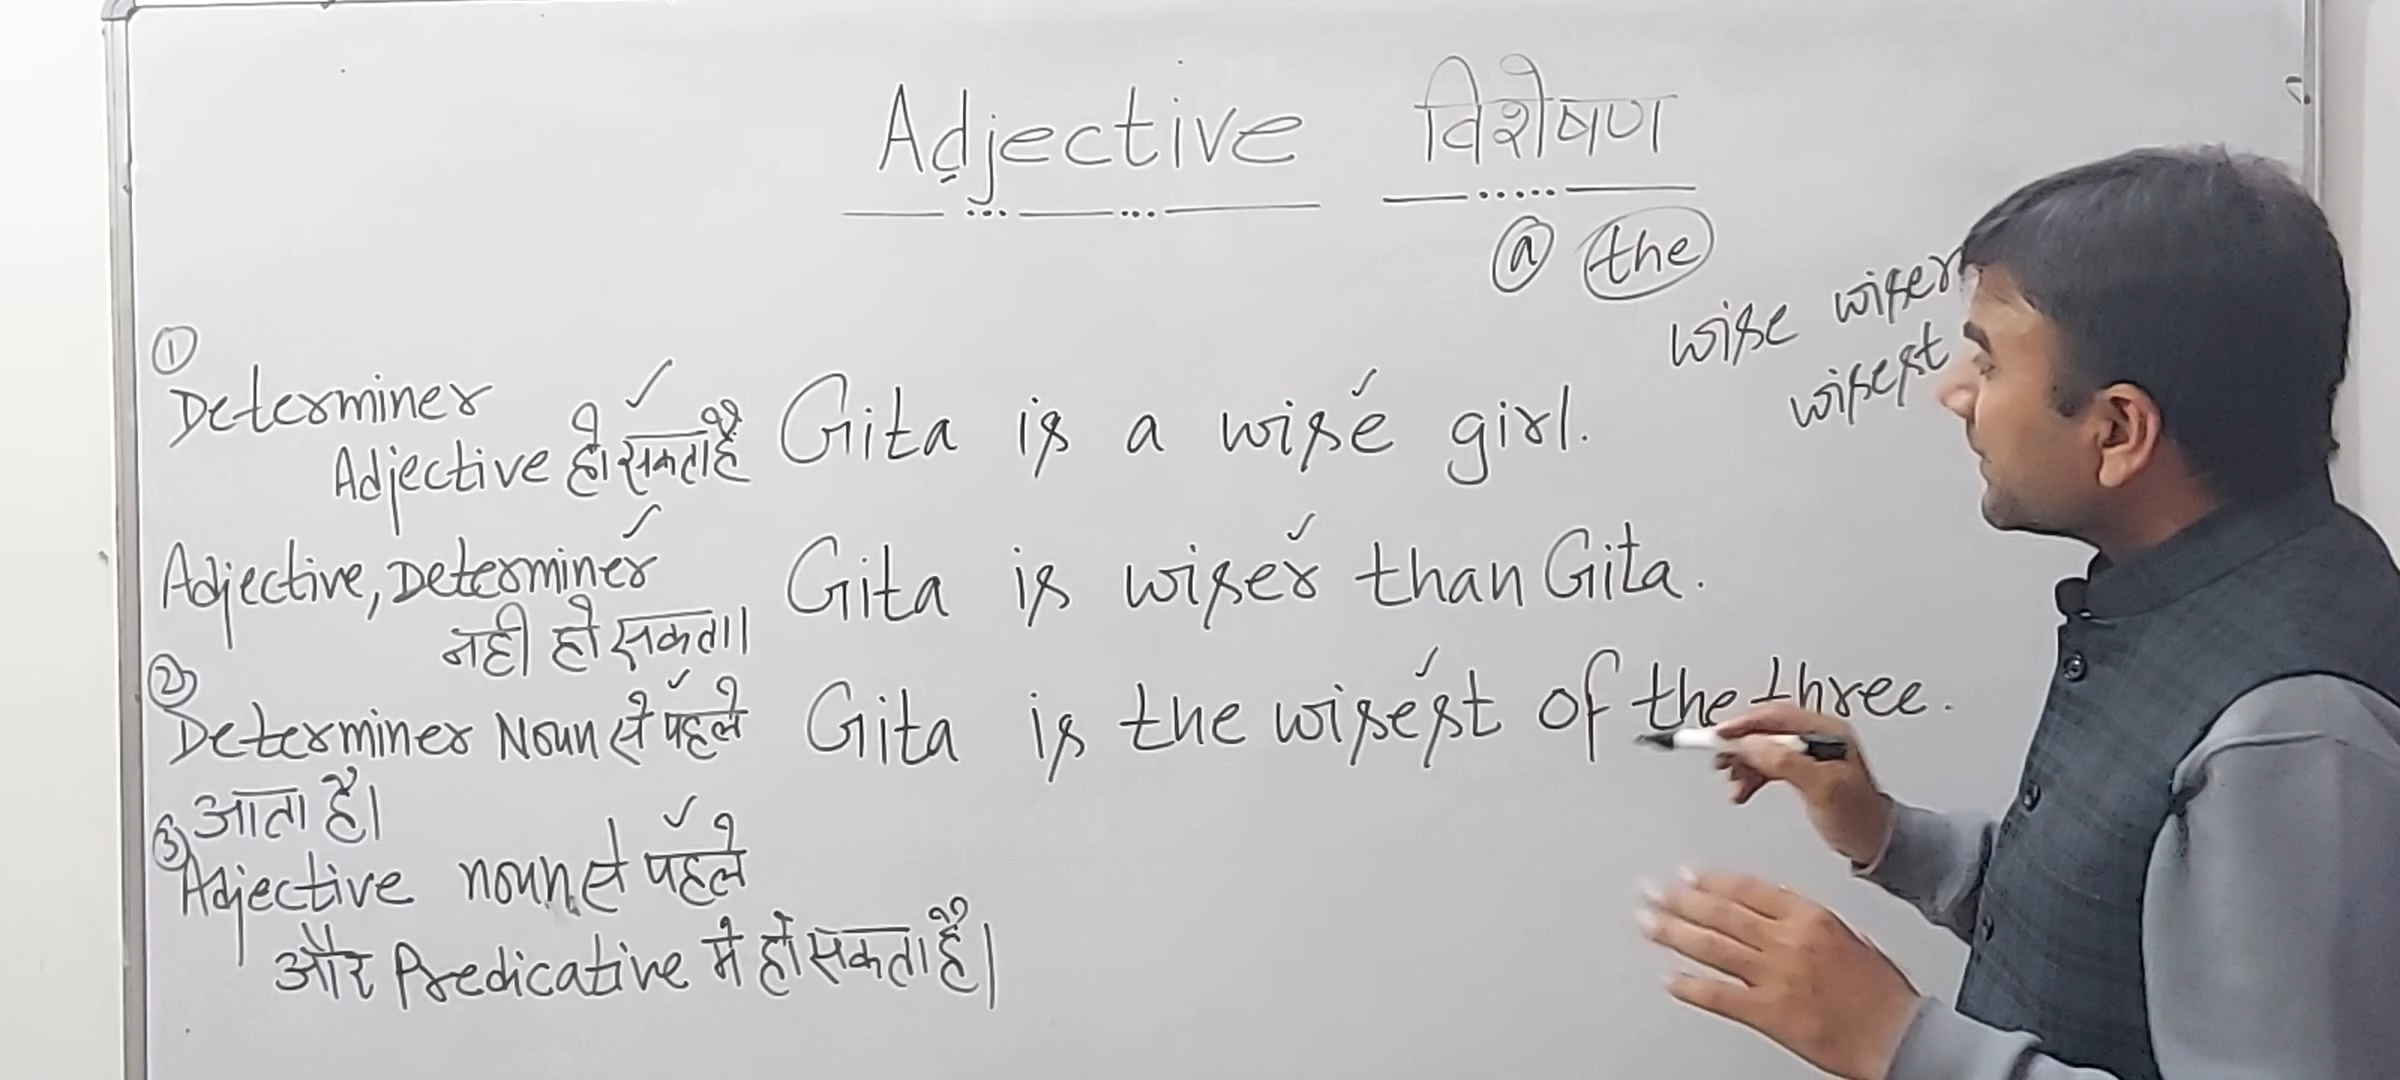 Adjective विशेषण
a the
wise wiser
wisest
①
Determiner
Adjective हो सकता है
Gita is a wise girl.
Adjective, Determiner
नही हो सकता।
Gita is wiser than Gita.
②
Determiner Noun से पहले
आता है।
Gita is the wisest of the three.
③
Adjective noun से पहले
और Predicative में हो सकता है।